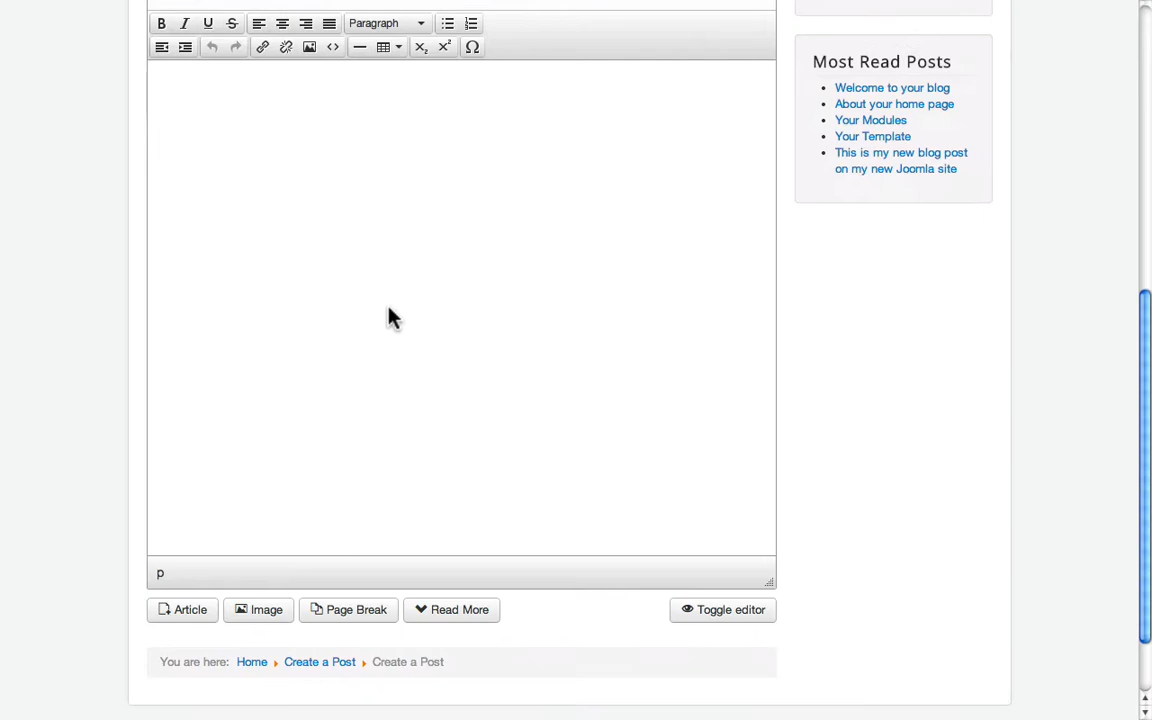 B I U S Paragraph
X₂ X² Ω
Most Read Posts
Welcome to your blog
About your home page
Your Modules
Your Template
This is my new blog post
on my new Joomla site
p
Article Image Page Break Read More Toggle editor
You are here: Home Create a Post Create a Post